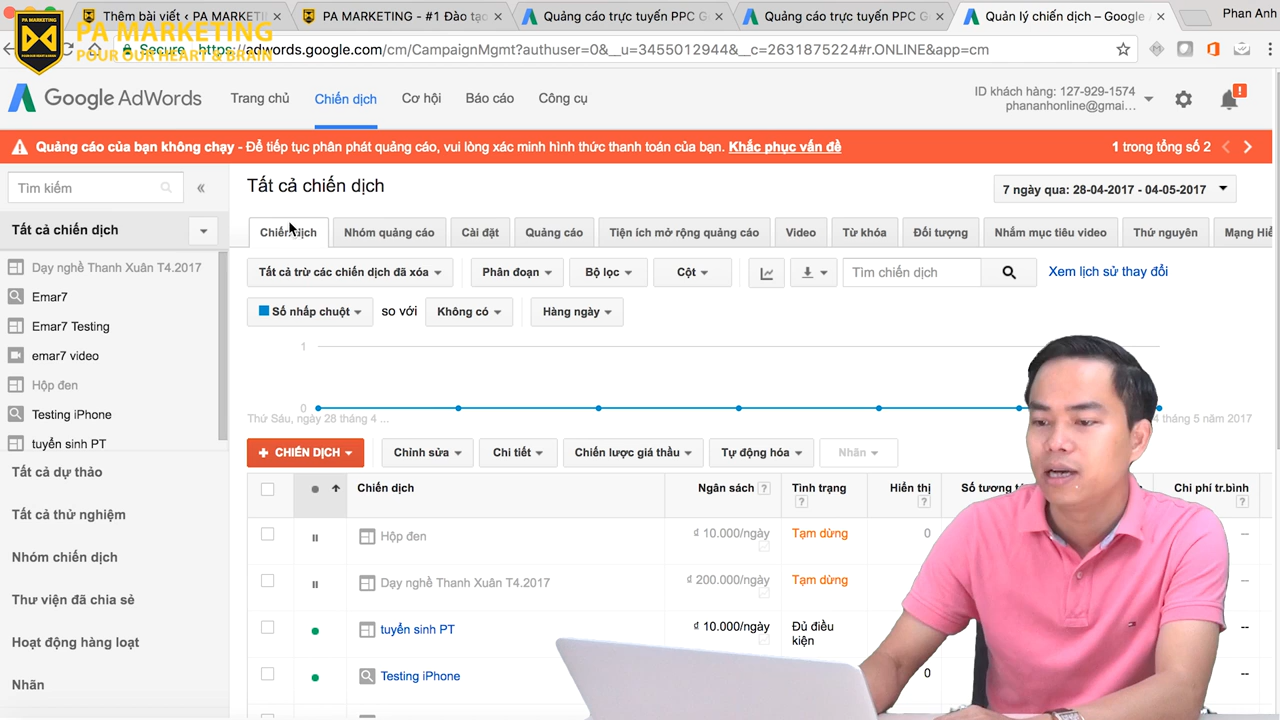 Thêm bài viết ‹ PA MARKETI
PA MARKETING - #1 Đào tạo
Quảng cáo trực tuyến PPC G
Quảng cáo trực tuyến PPC G
Quản lý chiến dịch – Google
Phan Anh
PA MARKETING
POUR OUR HEART & BRAIN
PA MARKETING
Secure
https://adwords.google.com/cm/CampaignMgmt?authuser=0&__u=3455012944&__c=2631875224#r.ONLINE&app=cm
Google AdWords
Trang chủ
Chiến dịch
Cơ hội
Báo cáo
Công cụ
ID khách hàng: 127-929-1574
phananhonline@gmai...
Quảng cáo của bạn không chạy - Để tiếp tục phân phát quảng cáo, vui lòng xác minh hình thức thanh toán của bạn. Khắc phục vấn đề
1 trong tổng số 2
Tìm kiếm
«
Tất cả chiến dịch
7 ngày qua: 28-04-2017 - 04-05-2017
Tất cả chiến dịch
Chiến dịch
Nhóm quảng cáo
Cài đặt
Quảng cáo
Tiện ích mở rộng quảng cáo
Video
Từ khóa
Đối tượng
Nhắm mục tiêu video
Thứ nguyên
Mạng Hiể
Dạy nghề Thanh Xuân T4.2017
Emar7
Emar7 Testing
emar7 video
Hộp đen
Testing iPhone
tuyển sinh PT
Tất cả dự thảo
Tất cả thử nghiệm
Nhóm chiến dịch
Thư viện đã chia sẻ
Hoạt động hàng loạt
Nhãn
Tất cả trừ các chiến dịch đã xóa
Phân đoạn
Bộ lọc
Cột
Tìm chiến dịch
Xem lịch sử thay đổi
Số nhấp chuột
so với
Không có
Hàng ngày
1
0
Thứ Sáu, ngày 28 tháng 4 ...
4 tháng 5 năm 2017
+ CHIẾN DỊCH
Chỉnh sửa
Chi tiết
Chiến lược giá thầu
Tự động hóa
Nhãn
Chiến dịch
Ngân sách ?
Tình trạng ?
Hiển thị ?
Số tương t
Chi phí tr.bình ?
Hộp đen
₫ 10.000/ngày
Tạm dừng
0
--
Dạy nghề Thanh Xuân T4.2017
₫ 200.000/ngày
Tạm dừng
--
tuyển sinh PT
₫ 10.000/ngày
Đủ điều kiện
--
Testing iPhone
0
--